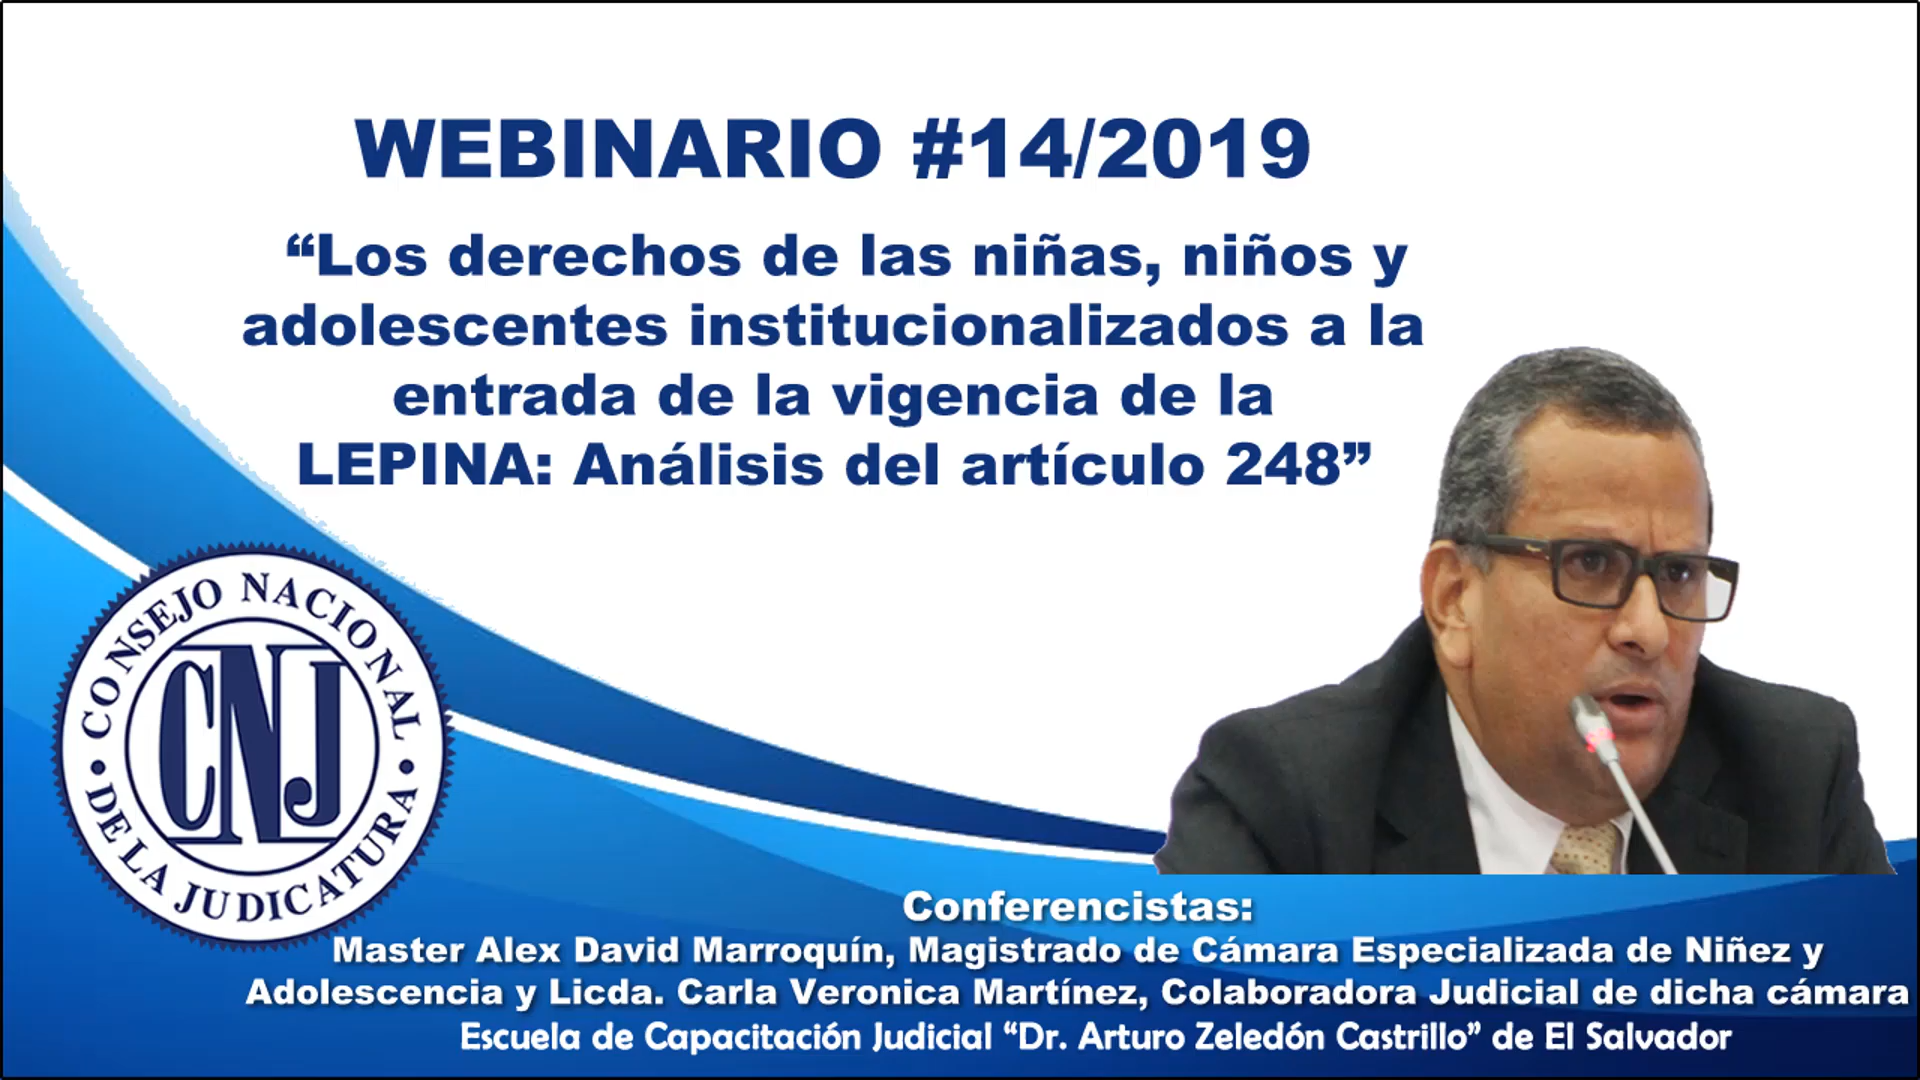 WEBINARIO #14/2019
“Los derechos de las niñas, niños y
adolescentes institucionalizados a la
entrada de la vigencia de la
LEPINA: Análisis del artículo 248”
CONSEJO NACIONAL
DE LA JUDICATURA
CNJ
Conferencistas:
Master Alex David Marroquín, Magistrado de Cámara Especializada de Niñez y
Adolescencia y Licda. Carla Veronica Martínez, Colaboradora Judicial de dicha cámara
Escuela de Capacitación Judicial “Dr. Arturo Zeledón Castrillo” de El Salvador